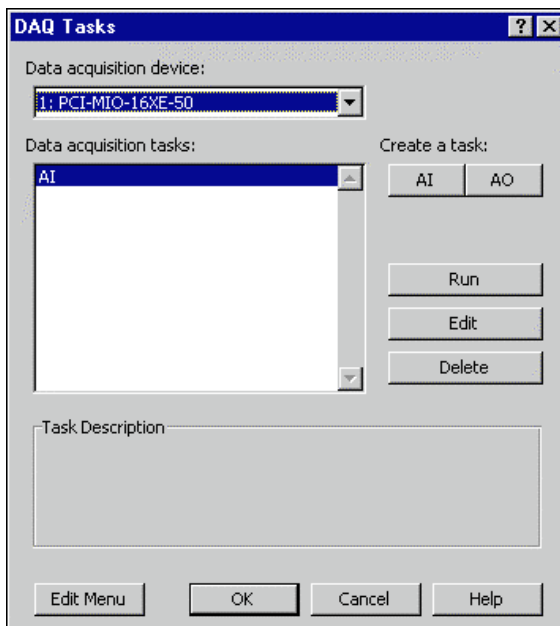 DAQ Tasks
Data acquisition device:
1: PCI-MIO-16XE-50
Data acquisition tasks:
Create a task:
AI
AI
AO
Run
Edit
Delete
Task Description
Edit Menu
OK
Cancel
Help